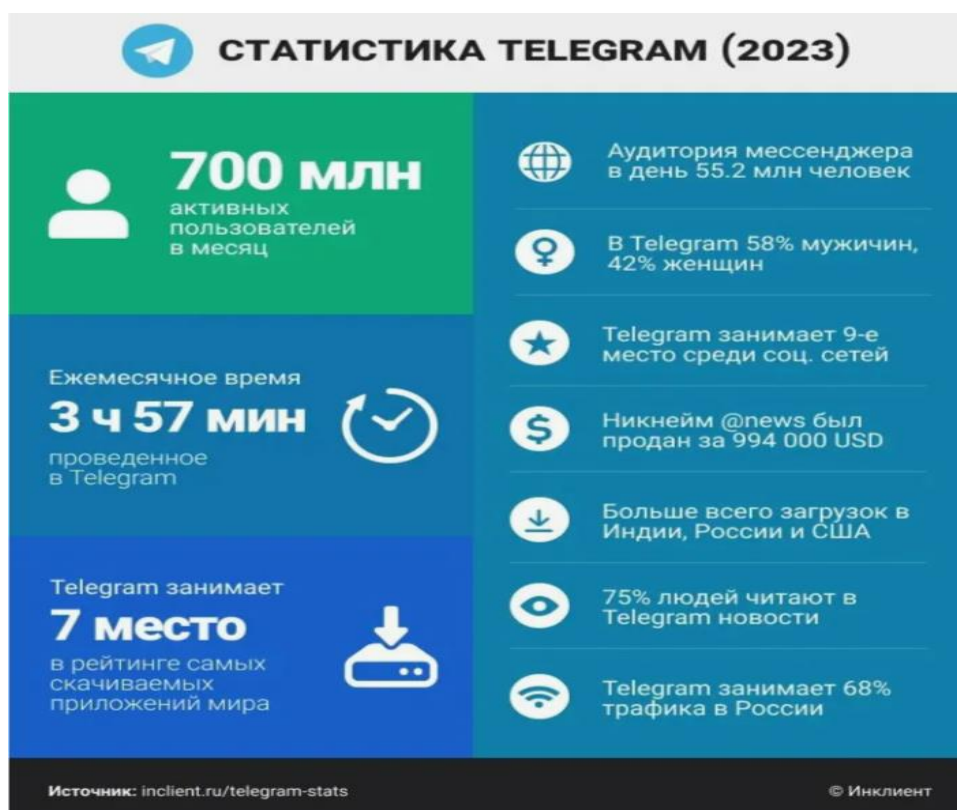 СТАТИСТИКА TELEGRAM (2023)
700 млн
активных
пользователей
в месяц
Ежемесячное время
3 ч 57 мин
проведенное
в Telegram
Telegram занимает
7 место
в рейтинге самых
скачиваемых
приложений мира
Аудитория мессенджера
в день 55.2 млн человек
В Telegram 58% мужичин,
42% женщин
Telegram занимает 9-е
место среди соц. сетей
Никнейм @news был
продан за 994 000 USD
Больше всего загрузок в
Индии, России и США
75% людей читают в
Telegram новости
Telegram занимает 68%
трафика в России
Источник: inclient.ru/telegram-stats
© Инклиент